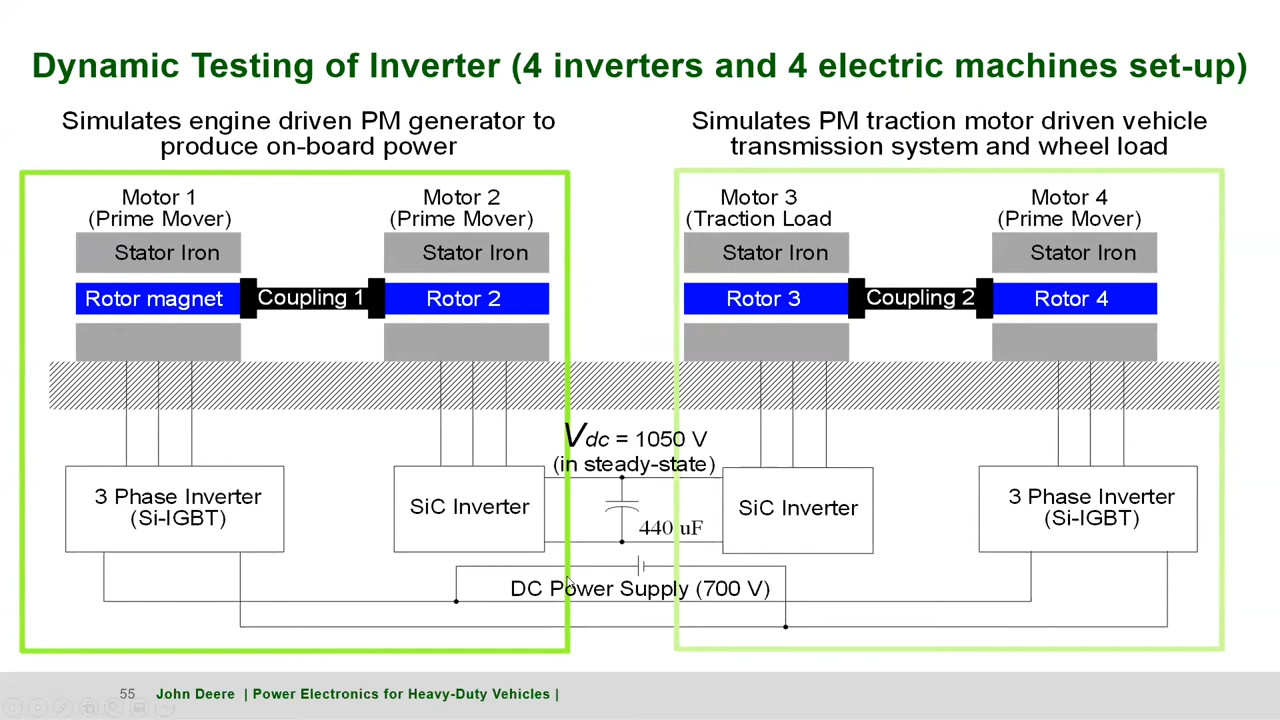 Dynamic Testing of Inverter (4 inverters and 4 electric machines set-up)
Simulates engine driven PM generator to
produce on-board power
Simulates PM traction motor driven vehicle
transmission system and wheel load
Motor 1
(Prime Mover)
Motor 2
(Prime Mover)
Motor 3
(Traction Load
Motor 4
(Prime Mover)
Stator Iron
Stator Iron
Stator Iron
Stator Iron
Rotor magnet
Coupling 1
Rotor 2
Rotor 3
Coupling 2
Rotor 4
Vdc = 1050 V
(in steady-state)
3 Phase Inverter
(Si-IGBT)
SiC Inverter
440 uF
SiC Inverter
3 Phase Inverter
(Si-IGBT)
DC Power Supply (700 V)
55 John Deere | Power Electronics for Heavy-Duty Vehicles |